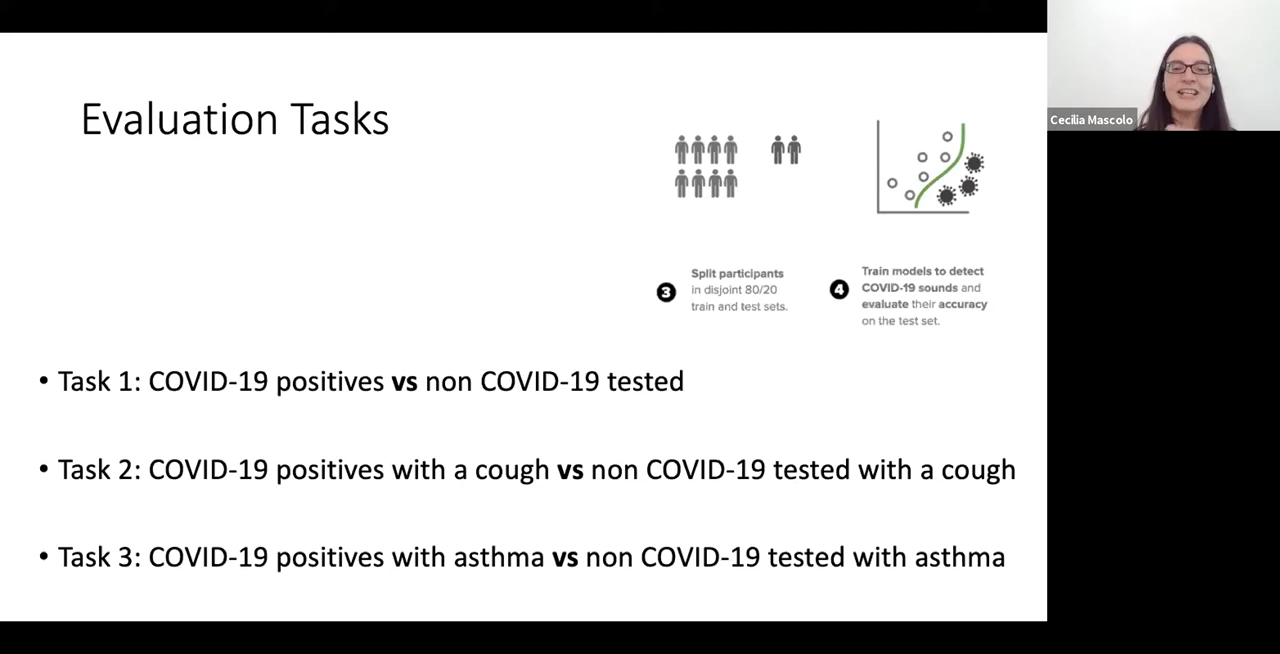 Evaluation Tasks
Cecilia Mascolo
3
Split participants
in disjoint 80/20
train and test sets.
4
Train models to detect
COVID-19 sounds and
evaluate their accuracy
on the test set.
• Task 1: COVID-19 positives vs non COVID-19 tested
• Task 2: COVID-19 positives with a cough vs non COVID-19 tested with a cough
• Task 3: COVID-19 positives with asthma vs non COVID-19 tested with asthma